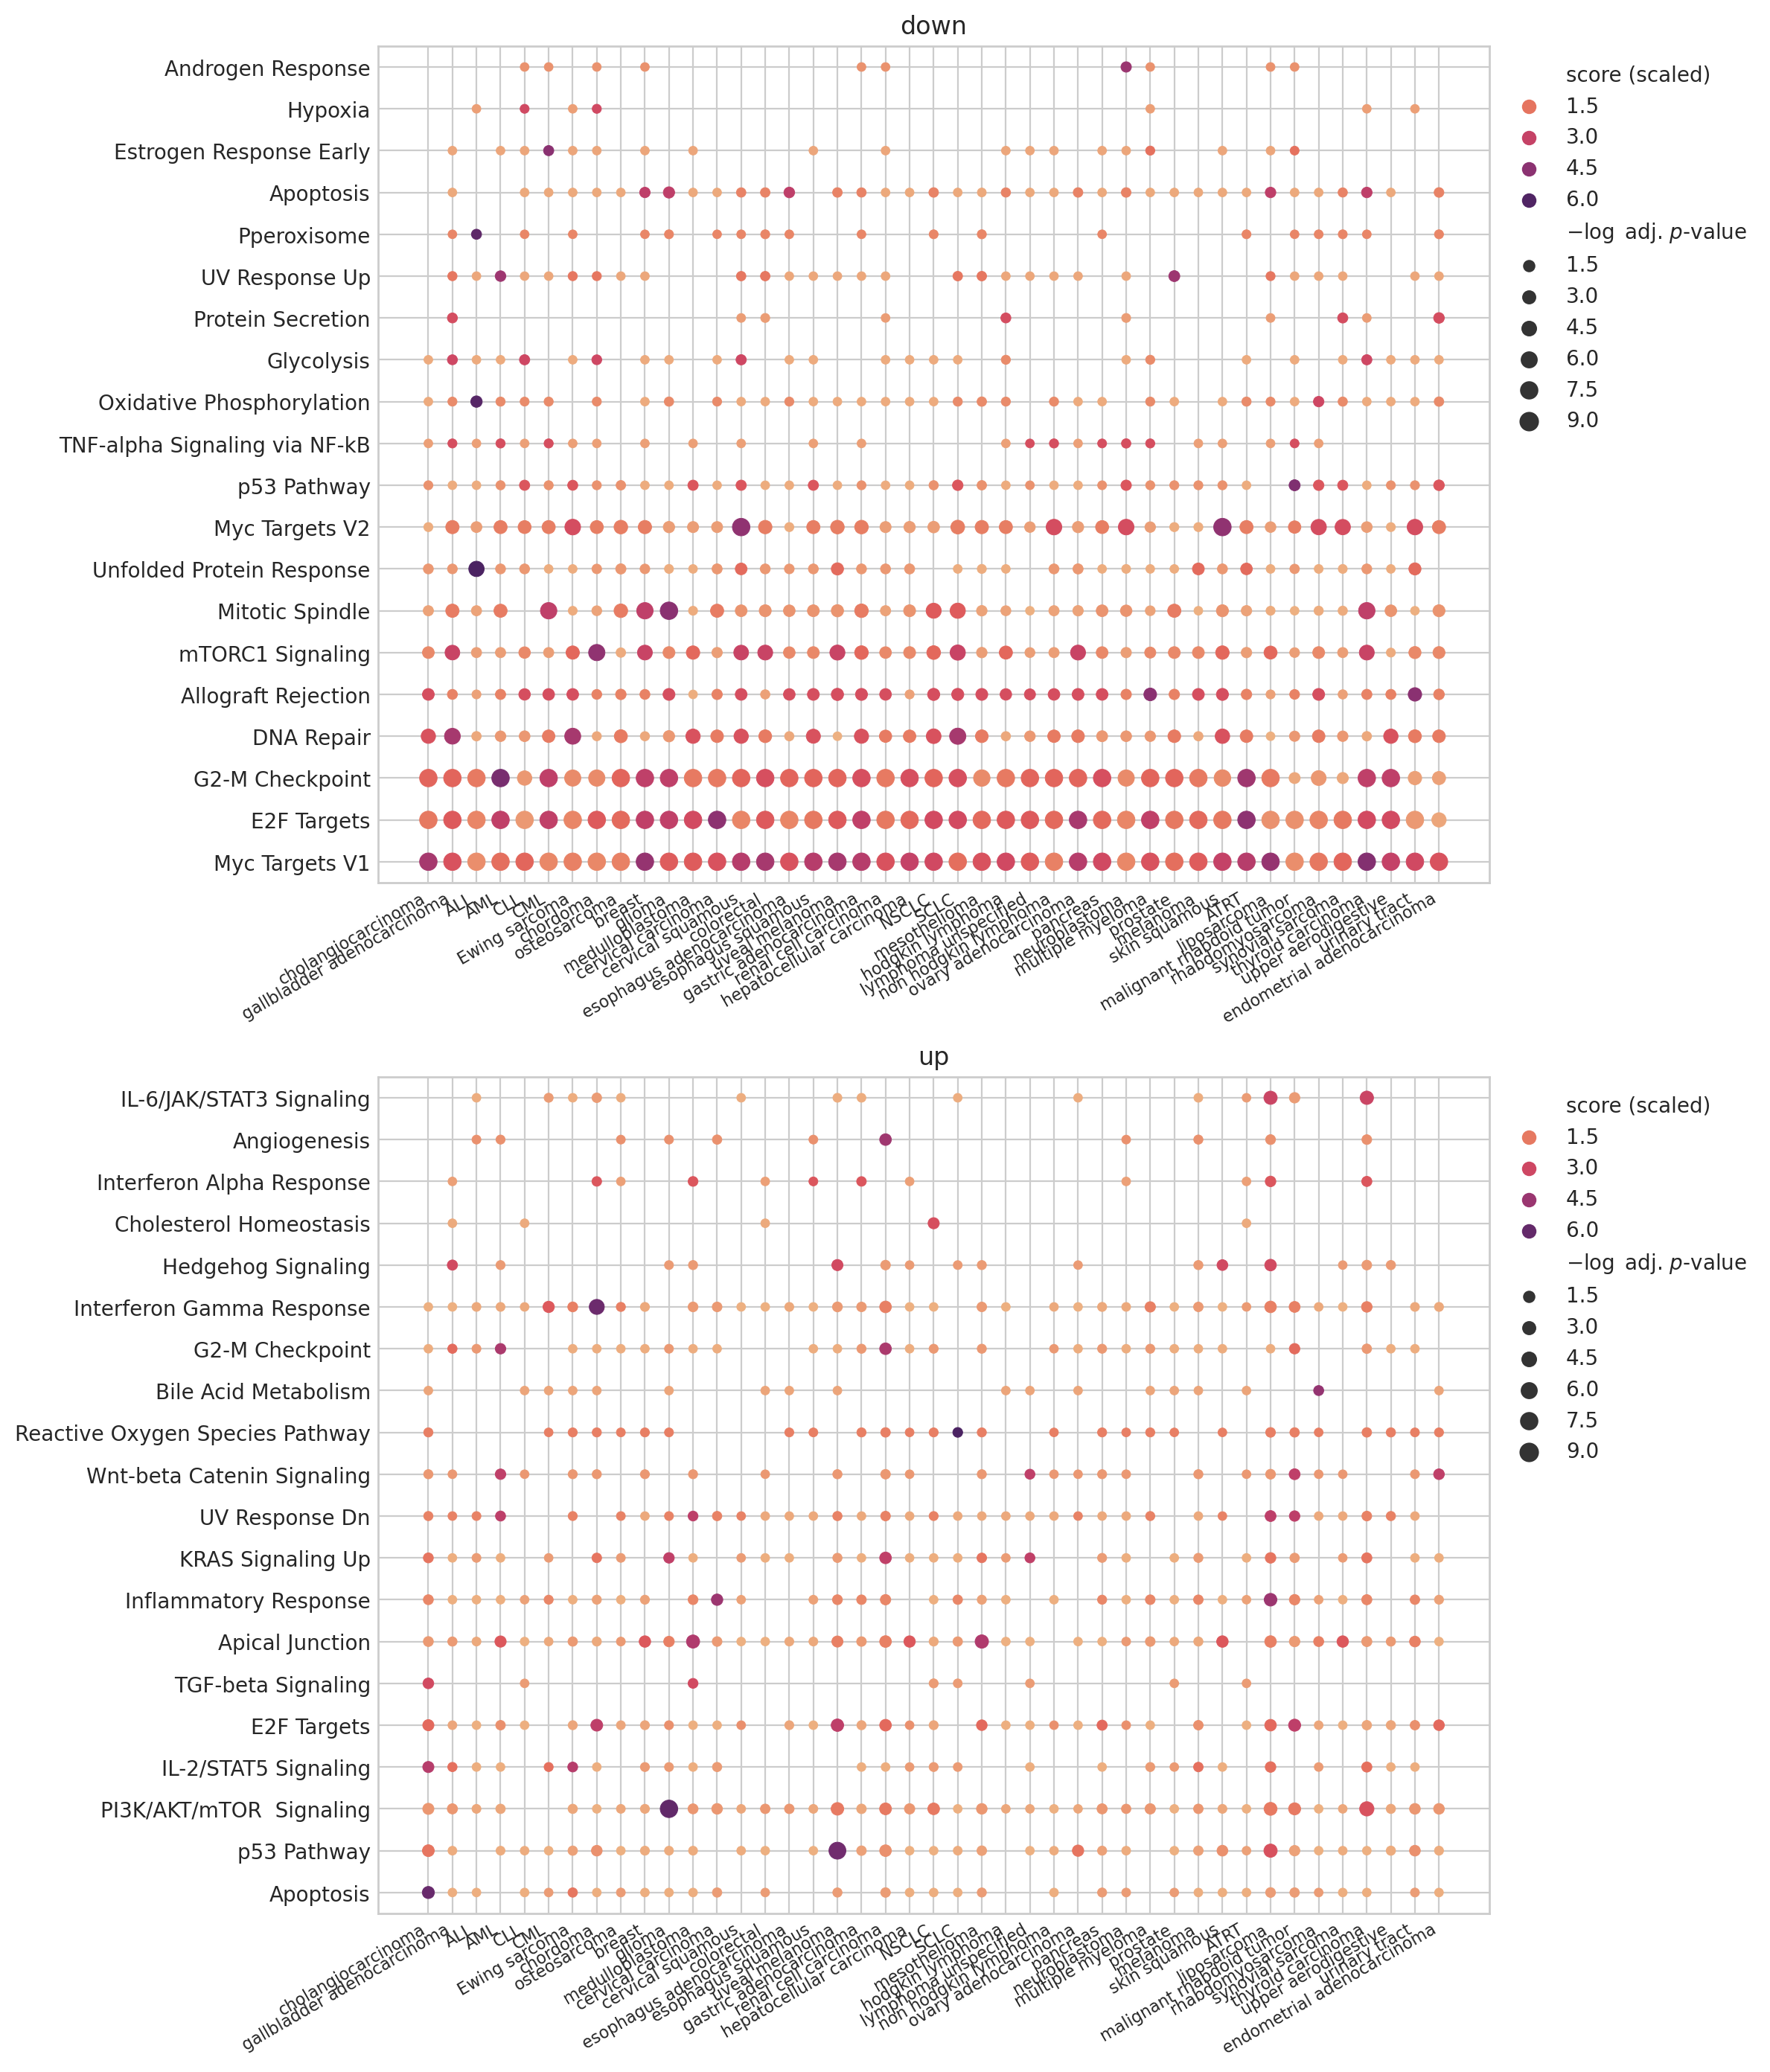 down
Androgen Response
Hypoxia
Estrogen Response Early
Apoptosis
Pperoxisome
UV Response Up
Protein Secretion
Glycolysis
Oxidative Phosphorylation
TNF-alpha Signaling via NF-kB
p53 Pathway
Myc Targets V2
Unfolded Protein Response
Mitotic Spindle
mTORC1 Signaling
Allograft Rejection
DNA Repair
G2-M Checkpoint
E2F Targets
Myc Targets V1
score (scaled)
1.5
3.0
4.5
6.0
−log adj. p-value
1.5
3.0
4.5
6.0
7.5
9.0
cholangiocarcinoma
gallbladder adenocarcinoma
ALL
AML
CLL
CML
Ewing sarcoma
chordoma
osteosarcoma
breast
glioma
medulloblastoma
cervical carcinoma
cervical squamous
colorectal
esophagus adenocarcinoma
esophagus squamous
uveal melanoma
gastric adenocarcinoma
renal cell carcinoma
hepatocellular carcinoma
NSCLC
SCLC
mesothelioma
hodgkin lymphoma
lymphoma unspecified
non hodgkin lymphoma
ovary adenocarcinoma
pancreas
neuroblastoma
multiple myeloma
prostate
melanoma
skin squamous
ATRT
liposarcoma
malignant rhabdoid tumor
rhabdomyosarcoma
synovial sarcoma
thyroid carcinoma
upper aerodigestive
urinary tract
endometrial adenocarcinoma
up
IL-6/JAK/STAT3 Signaling
Angiogenesis
Interferon Alpha Response
Cholesterol Homeostasis
Hedgehog Signaling
Interferon Gamma Response
G2-M Checkpoint
Bile Acid Metabolism
Reactive Oxygen Species Pathway
Wnt-beta Catenin Signaling
UV Response Dn
KRAS Signaling Up
Inflammatory Response
Apical Junction
TGF-beta Signaling
E2F Targets
IL-2/STAT5 Signaling
PI3K/AKT/mTOR  Signaling
p53 Pathway
Apoptosis
score (scaled)
1.5
3.0
4.5
6.0
−log adj. p-value
1.5
3.0
4.5
6.0
7.5
9.0
cholangiocarcinoma
gallbladder adenocarcinoma
ALL
AML
CLL
CML
Ewing sarcoma
chordoma
osteosarcoma
breast
glioma
medulloblastoma
cervical carcinoma
cervical squamous
colorectal
esophagus adenocarcinoma
esophagus squamous
uveal melanoma
gastric adenocarcinoma
renal cell carcinoma
hepatocellular carcinoma
NSCLC
SCLC
mesothelioma
hodgkin lymphoma
lymphoma unspecified
non hodgkin lymphoma
ovary adenocarcinoma
pancreas
neuroblastoma
multiple myeloma
prostate
melanoma
skin squamous
ATRT
liposarcoma
malignant rhabdoid tumor
rhabdomyosarcoma
synovial sarcoma
thyroid carcinoma
upper aerodigestive
urinary tract
endometrial adenocarcinoma